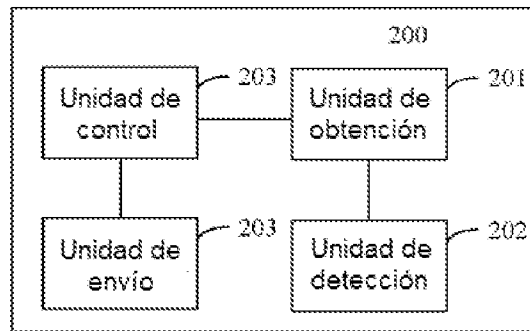 200
203
201
Unidad de
control
Unidad de
obtención
203
202
Unidad de
envío
Unidad de
detección